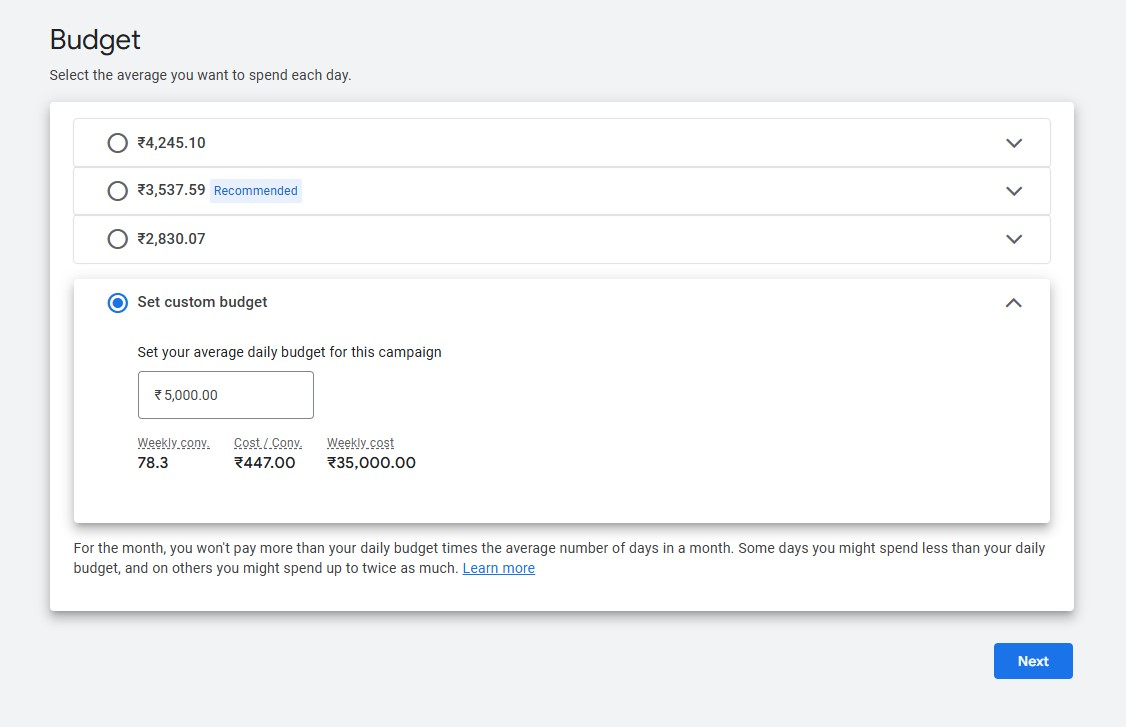 Budget
Select the average you want to spend each day.
₹4,245.10
₹3,537.59 Recommended
₹2,830.07
Set custom budget
Set your average daily budget for this campaign
₹ 5,000.00
Weekly conv. Cost / Conv. Weekly cost
78.3 ₹447.00 ₹35,000.00
For the month, you won't pay more than your daily budget times the average number of days in a month. Some days you might spend less than your daily
budget, and on others you might spend up to twice as much. Learn more
Next